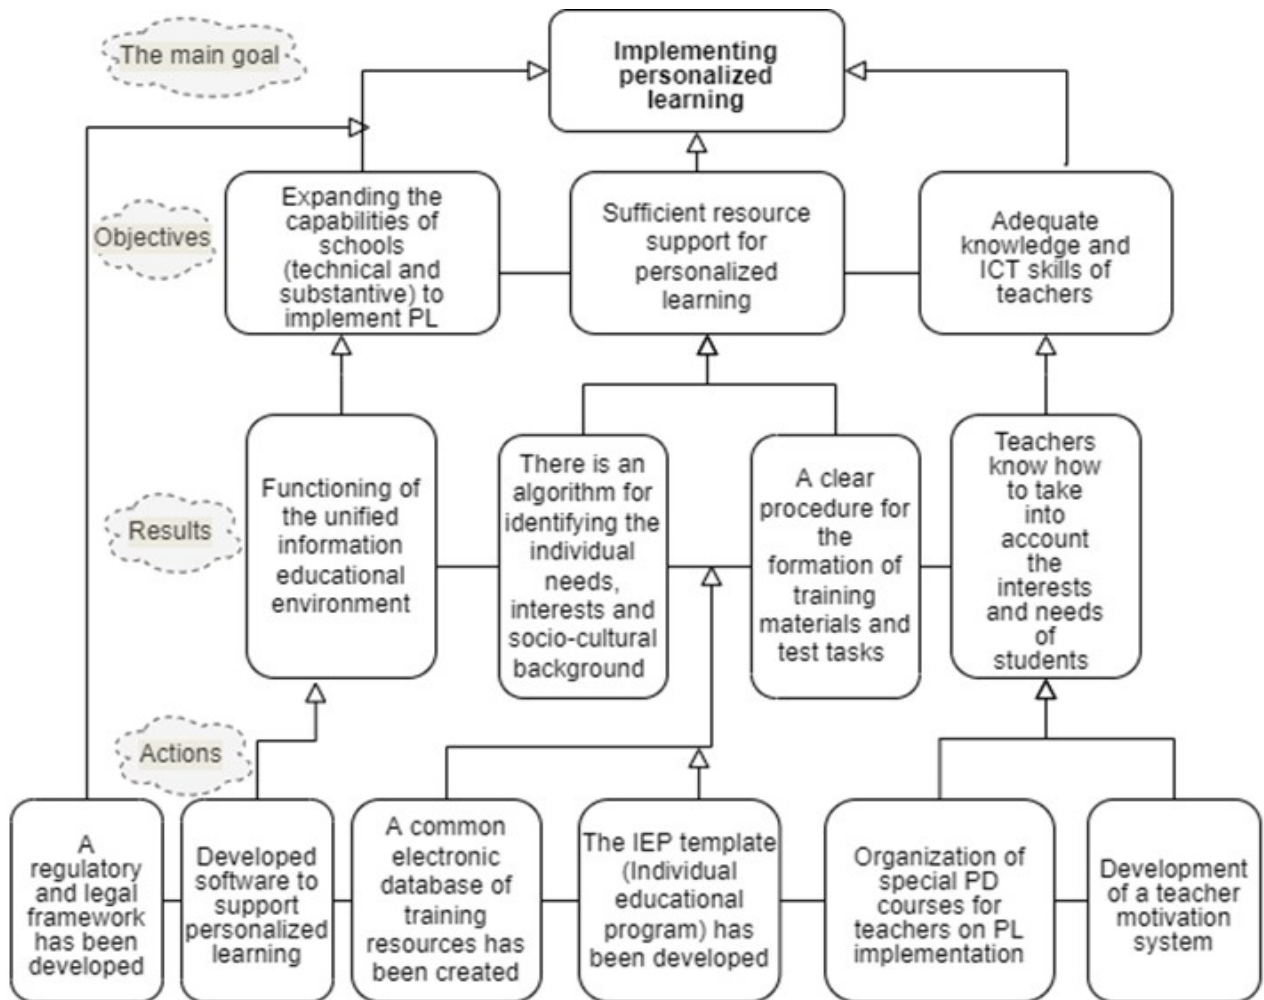 The main goal
Implementing
personalized
learning
Objectives
Expanding the
capabilities of
schools
(technical and
substantive) to
implement PL
Sufficient resource
support for
personalized
learning
Adequate
knowledge and
ICT skills of
teachers
Results
Functioning of
the unified
information
educational
environment
There is an
algorithm for
identifying the
individual
needs,
interests and
socio-cultural
background
A clear
procedure for
the
formation of
training
materials and
test tasks
Teachers
know how
to take
into
account
the
interests
and needs
of
students
Actions
A
regulatory
and legal
framework
has been
developed
Developed
software to
support
personalized
learning
A common
electronic
database of
training
resources has
been created
The IEP template
(Individual
educational
program) has
been developed
Organization of
special PD
courses for
teachers on PL
implementation
Development
of a teacher
motivation
system